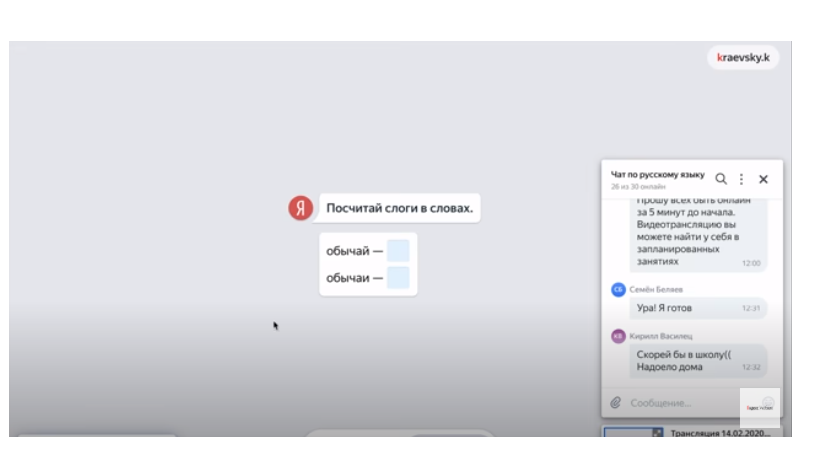 kraevsky.k
Я
Посчитай слоги в словах.
обычай —
обычаи —
Чат по русскому языку
26 из 30 онлайн
Прошу всех быть онлайн
за 5 минут до начала.
Видеотрансляцию вы
можете найти у себя в
запланированных
занятиях
12:00
СБ
Семён Беляев
Ура! Я готов
12:31
КВ
Кирилл Василец
Скорей бы в школу((
Надоело дома
12:32
Сообщение...
Трансляция 14.02.2020...